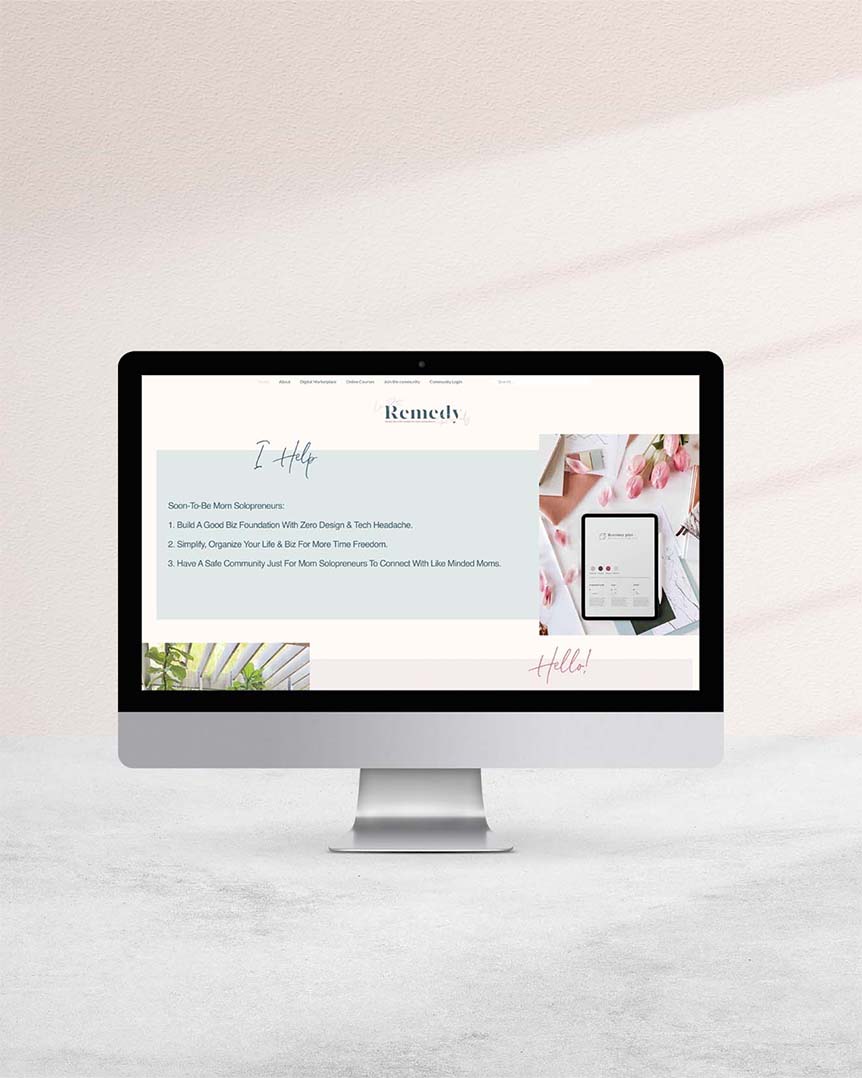 Home About Digital Marketplace Online Courses Join the community Community Login Search
Remedy
I Help
Soon-To-Be Mom Solopreneurs:
1. Build A Good Biz Foundation With Zero Design & Tech Headache.
2. Simplify, Organize Your Life & Biz For More Time Freedom.
3. Have A Safe Community Just For Mom Solopreneurs To Connect With Like Minded Moms.
Business plan
Hello!